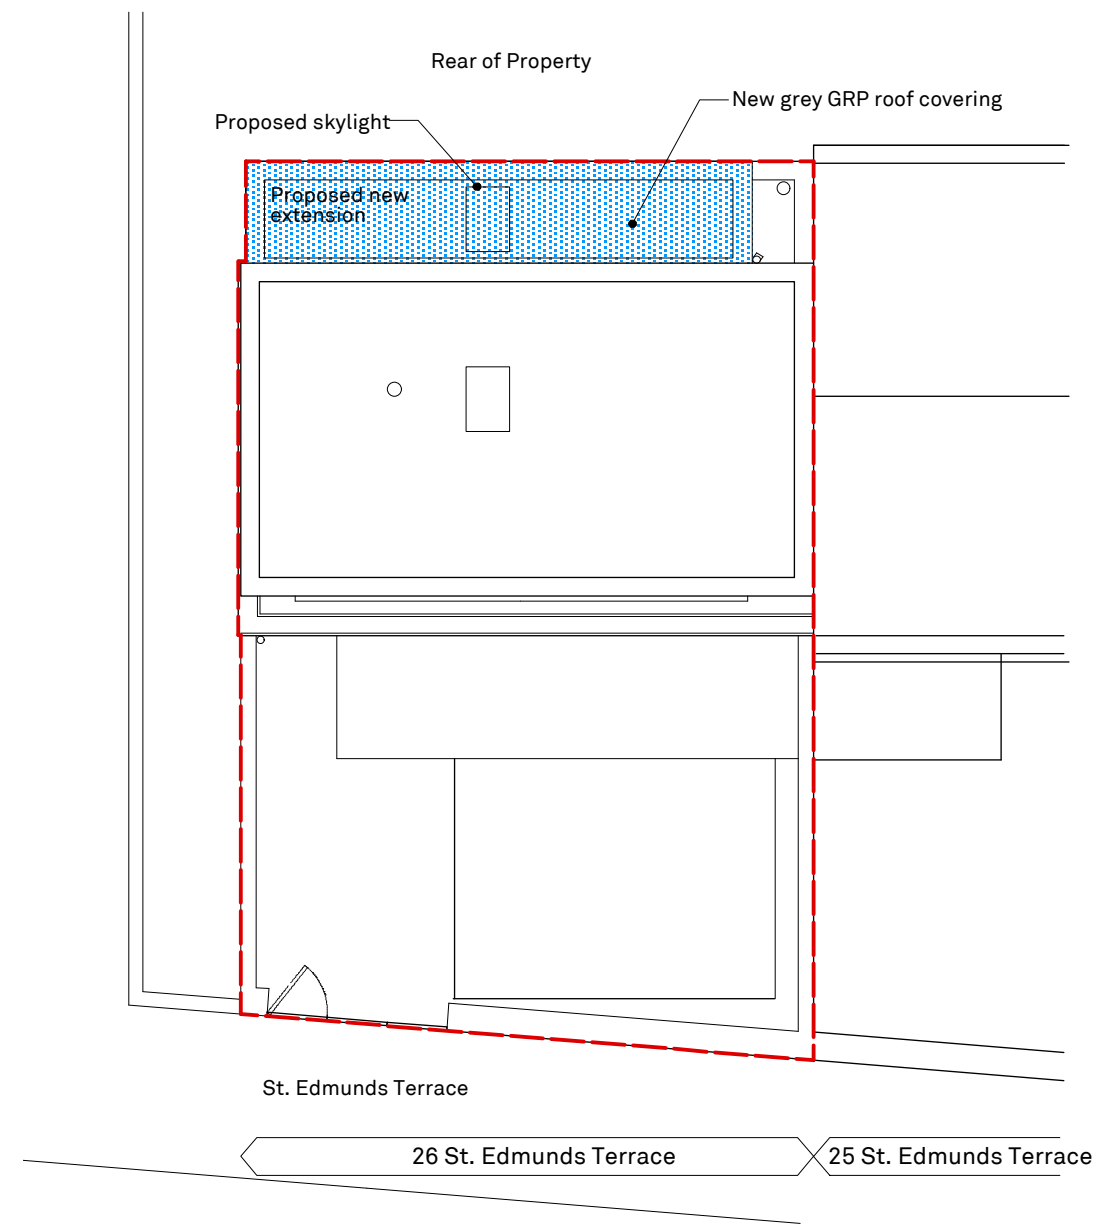 Rear of Property
New grey GRP roof covering
Proposed skylight
Proposed new
extension
St. Edmunds Terrace
26 St. Edmunds Terrace
25 St. Edmunds Terrace